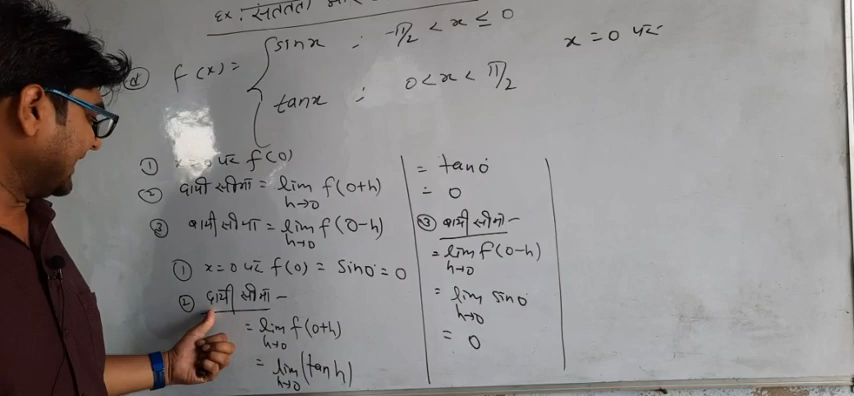 Ex: संततता और
(d) f(x) = { sinx ; -π/2 < x ≤ 0
x = 0 पर
tanx ; 0 < x < π/2
① x = 0 पर f(0)
② दायी सीमा = lim h→0 f(0+h)
③ बायी सीमा = lim h→0 f(0-h)
① x = 0 पर f(0) = Sin0° = 0
② दायी सीमा -
= lim h→0 f(0+h)
= lim h→0 (tan h)
= tan0°
= 0
③ बायी सीमा -
= lim h→0 f(0-h)
= lim h→0 sin0
= 0